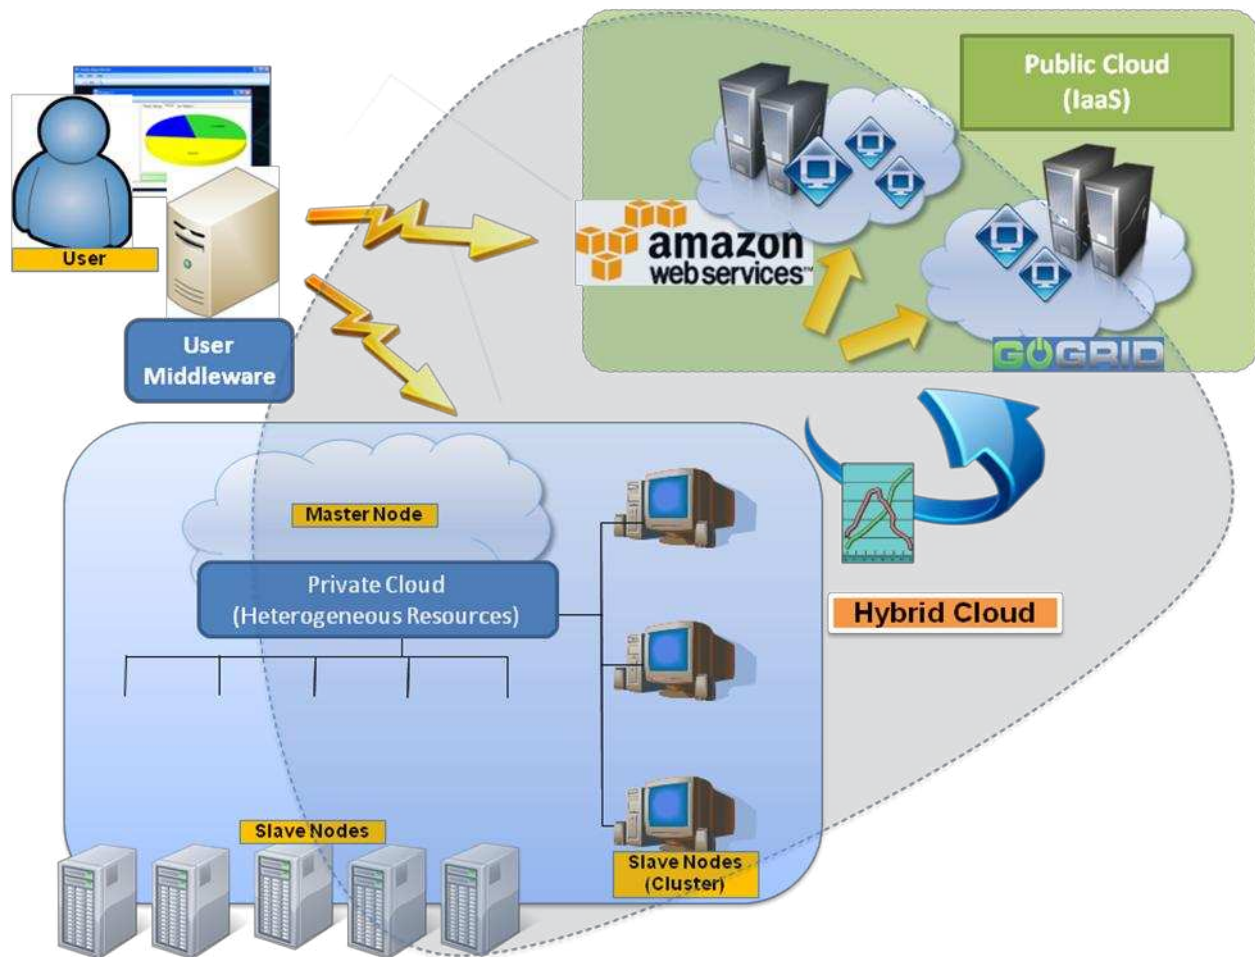 Public Cloud
(IaaS)
User
amazon
webservices™
User
Middleware
GOGRID
Master Node
Private Cloud
(Heterogeneous Resources)
Hybrid Cloud
Slave Nodes
Slave Nodes
(Cluster)